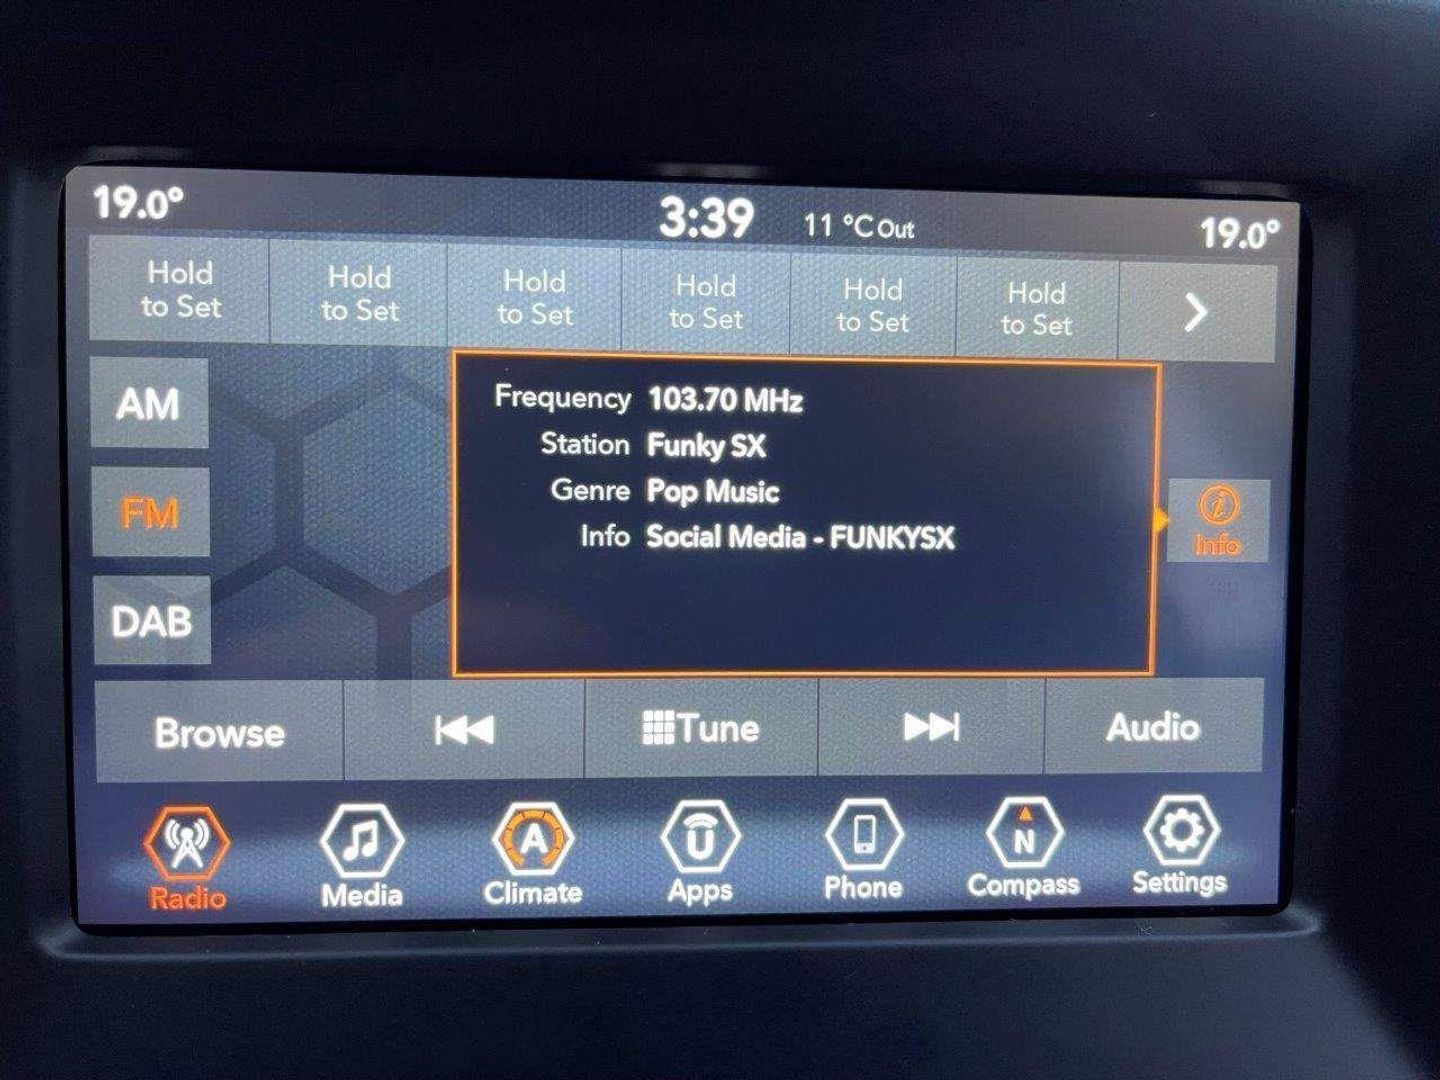 19.0°
3:39
11 °C Out
19.0°
Hold
to Set
Hold
to Set
Hold
to Set
Hold
to Set
Hold
to Set
Hold
to Set
AM
FM
DAB
Frequency 103.70 MHz
Station Funky SX
Genre Pop Music
Info Social Media - FUNKYSX
i
Info
Browse
Tune
Audio
A
U
N
Radio
Media
Climate
Apps
Phone
Compass
Settings